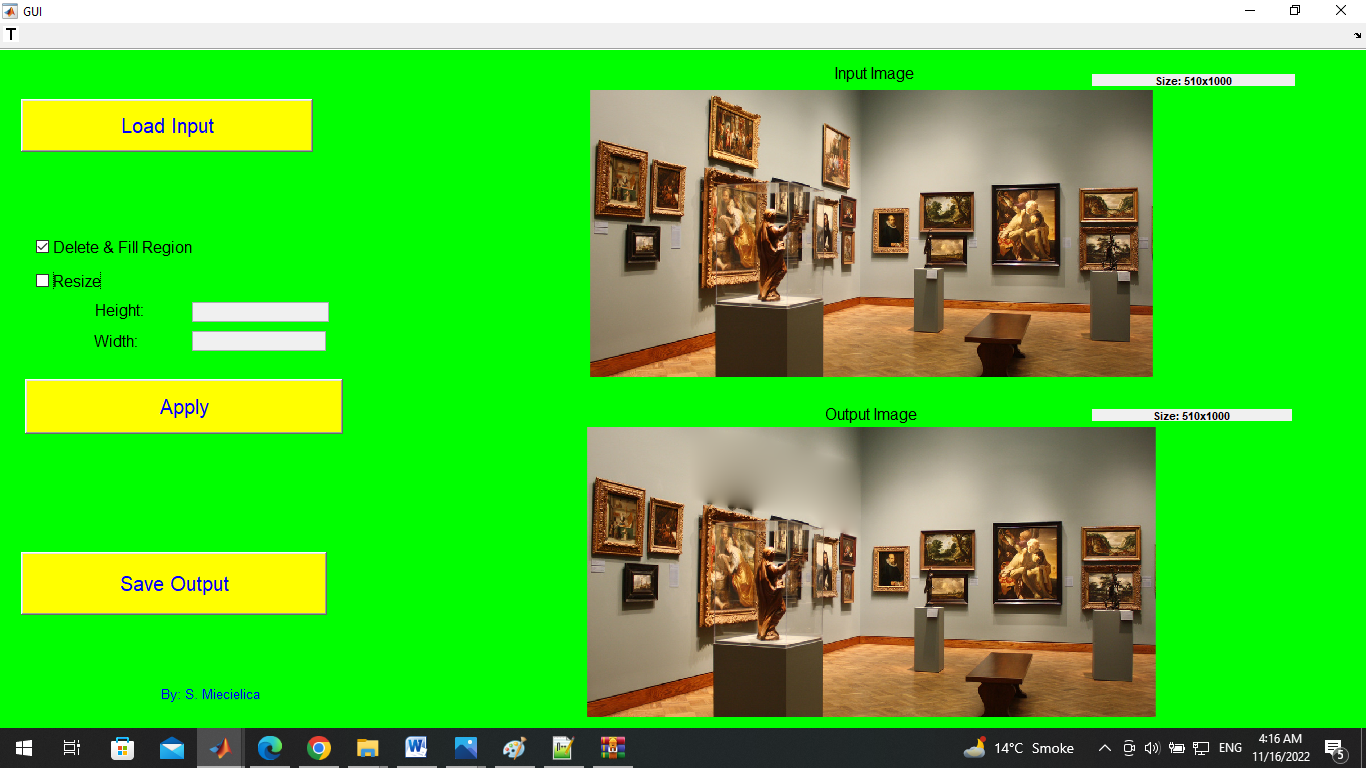 GUI
T
Input Image
Size: 510x1000
Load Input
Delete & Fill Region
Resize
Height:
Width:
Apply
Output Image
Size: 510x1000
Save Output
By: S. Miecielica
14°C Smoke
ENG
4:16 AM
11/16/2022
5